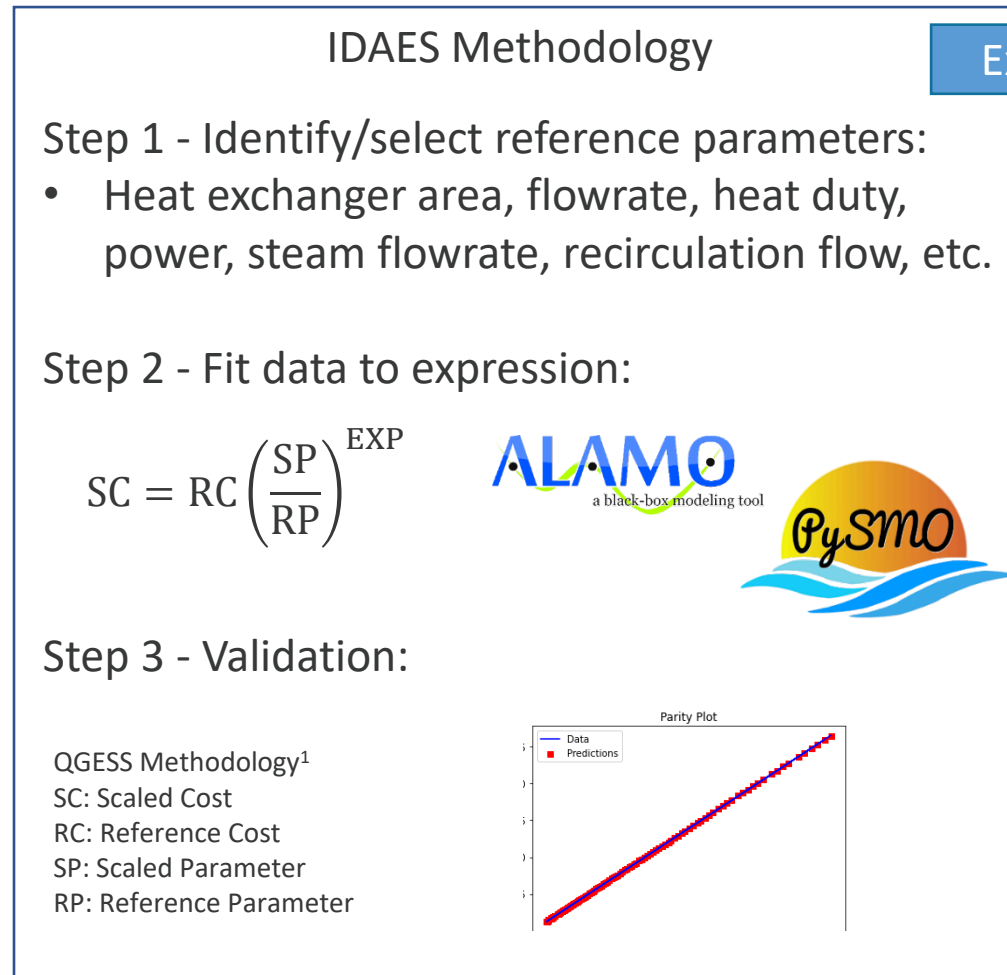 IDAES Methodology
Step 1 - Identify/select reference parameters:
• Heat exchanger area, flowrate, heat duty,
power, steam flowrate, recirculation flow, etc.
Step 2 - Fit data to expression:
SC = RC (SP/RP)^EXP
ALAMO
a black-box modeling tool
PySMO
Step 3 - Validation:
QGESS Methodology¹
SC: Scaled Cost
RC: Reference Cost
SP: Scaled Parameter
RP: Reference Parameter
Parity Plot
Data
Predictions